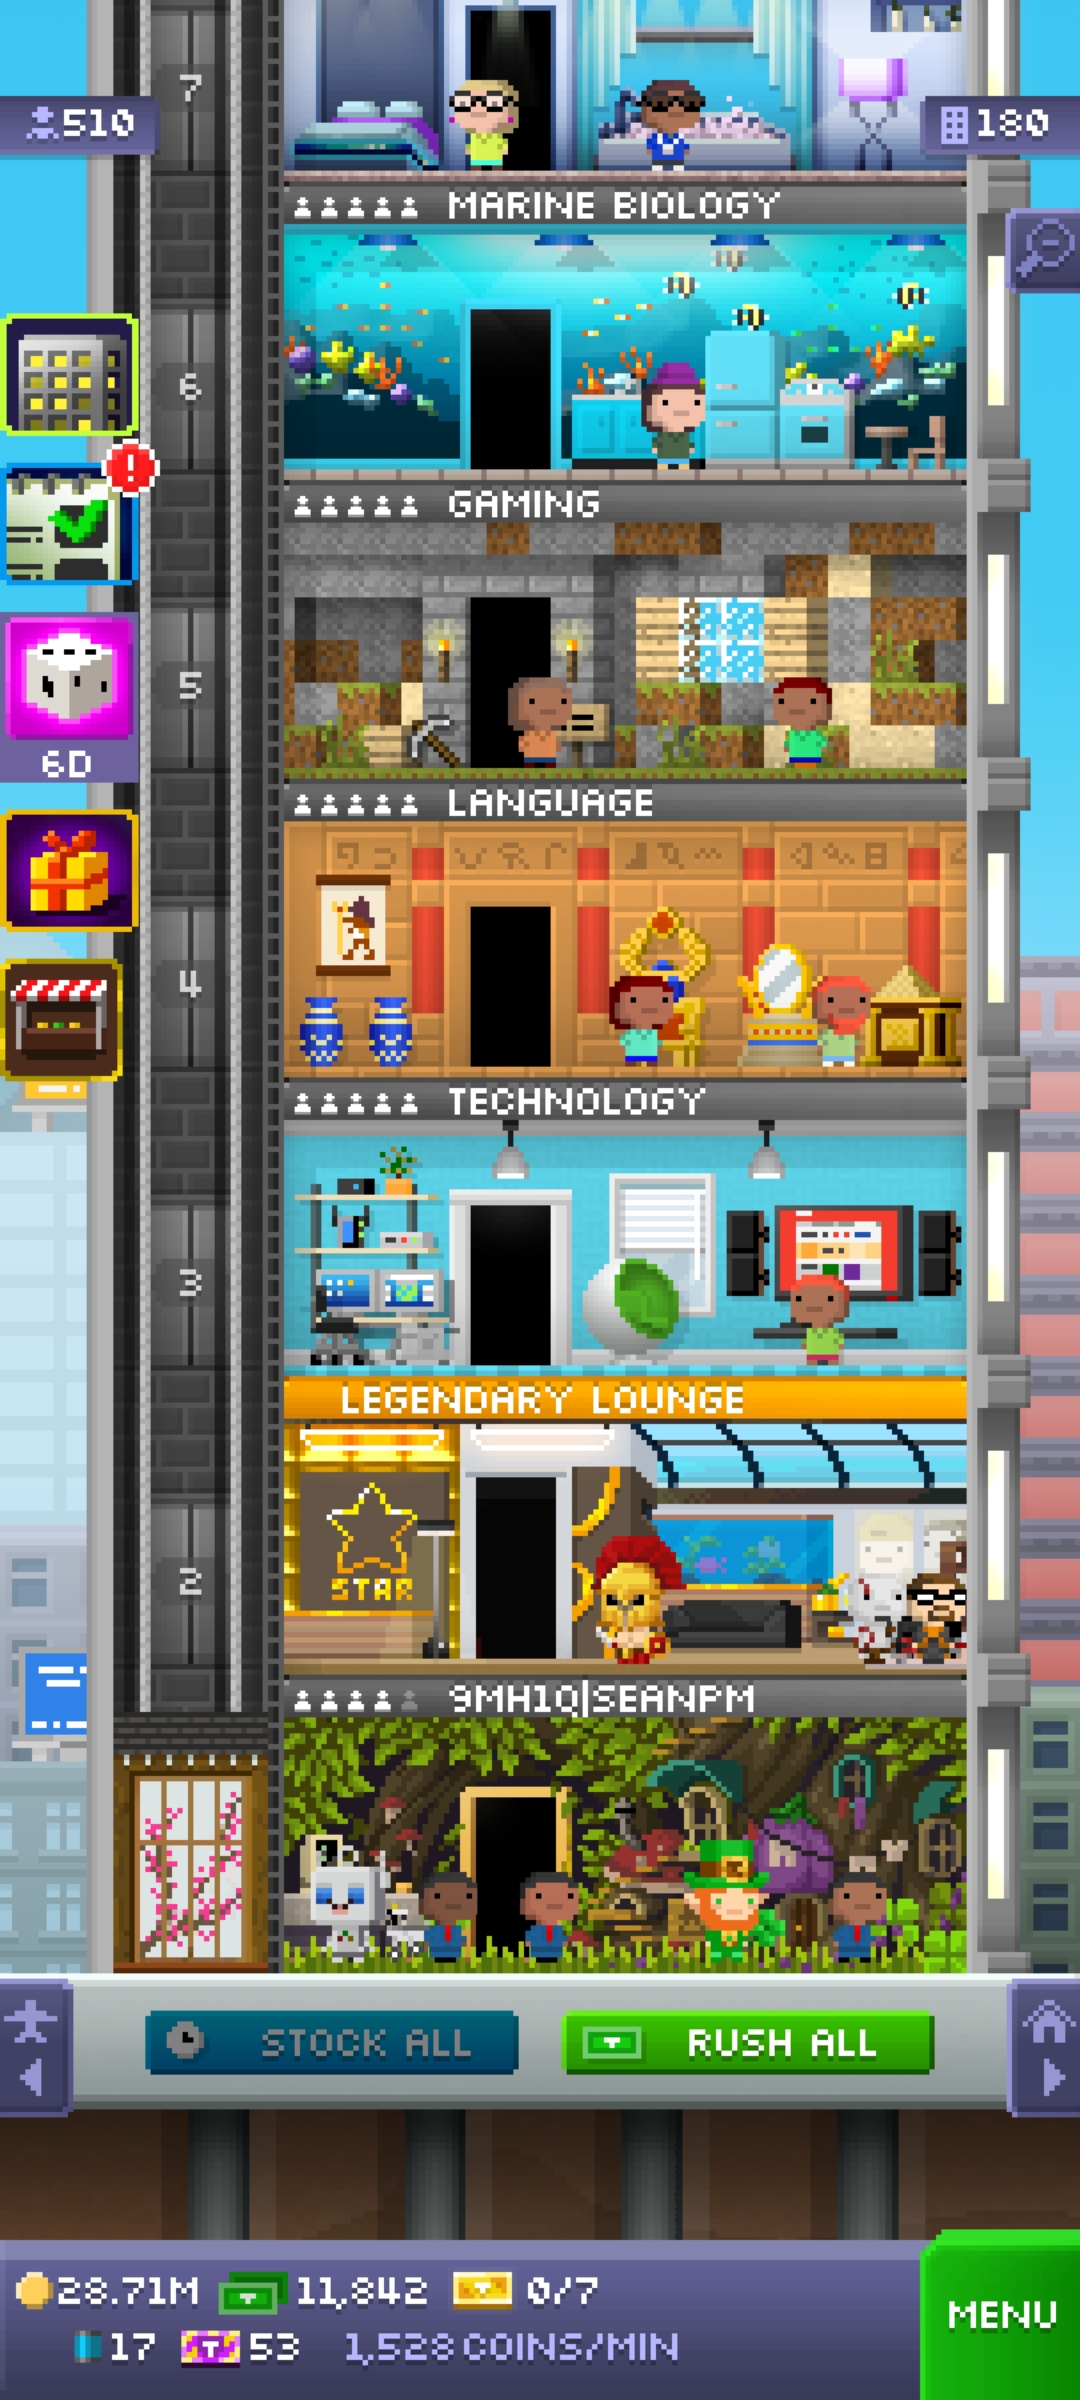 7
510
180
MARINE BIOLOGY
6
GAMING
5
6D
LANGUAGE
4
TECHNOLOGY
3
LEGENDARY LOUNGE
STAR
2
9MH1Q|SEANPM
STOCK ALL
RUSH ALL
28.71M 11,842 0/7
MENU
17 53 1,528 COINS/MIN